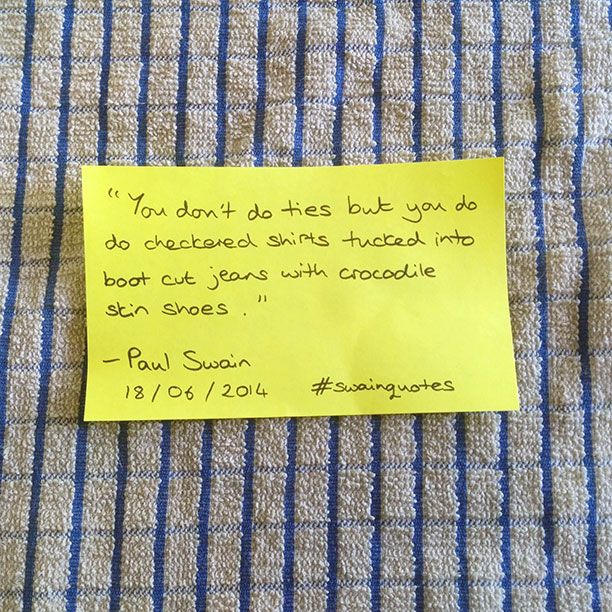 "You don't do ties but you do
do checkered shirts tucked into
boot cut jeans with crocodile
skin shoes."
- Paul Swain
18/06/2014 #swainquotes